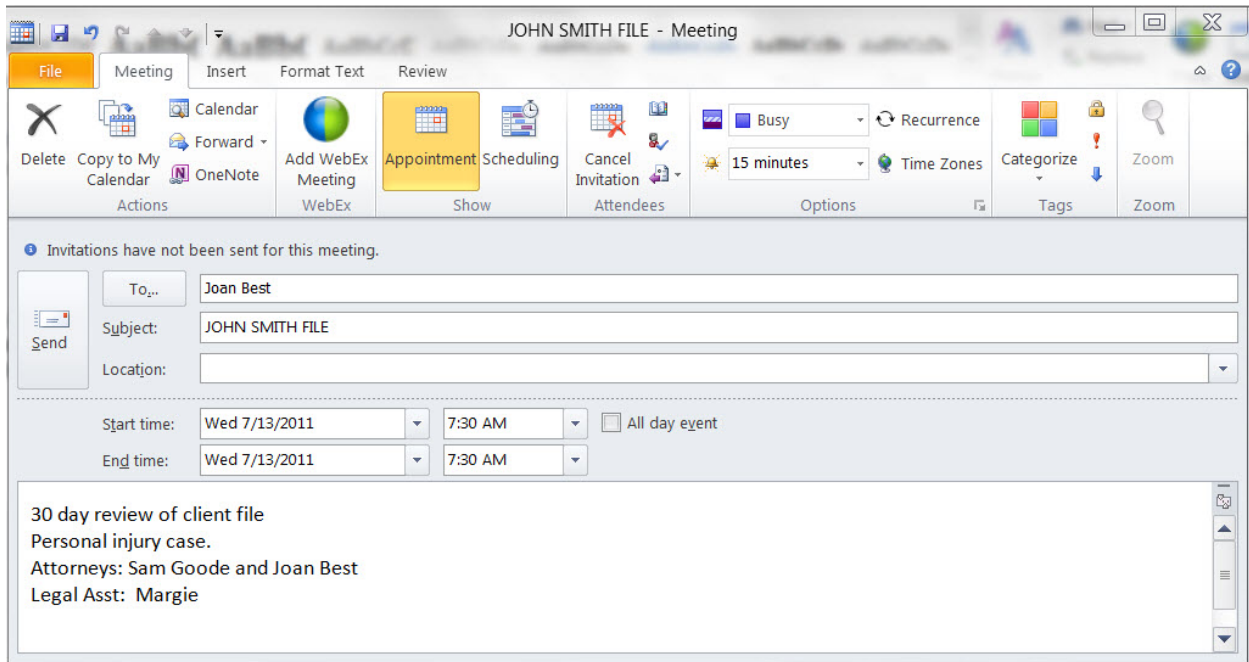 JOHN SMITH FILE - Meeting
File Meeting Insert Format Text Review
Delete
Copy to My Calendar
Calendar
Forward
OneNote
Actions
Add WebEx Meeting
WebEx
Appointment Scheduling
Show
Cancel Invitation
Attendees
Busy
Recurrence
15 minutes
Time Zones
Options
Categorize
Tags
Zoom
Zoom
Invitations have not been sent for this meeting.
Send
To... Joan Best
Subject: JOHN SMITH FILE
Location:
Start time: Wed 7/13/2011 7:30 AM All day event
End time: Wed 7/13/2011 7:30 AM
30 day review of client file
Personal injury case.
Attorneys: Sam Goode and Joan Best
Legal Asst: Margie